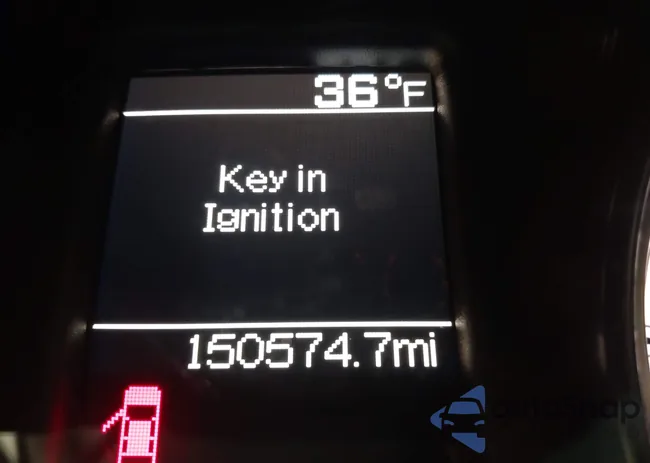 36°F
Key in
Ignition
150574.7mi